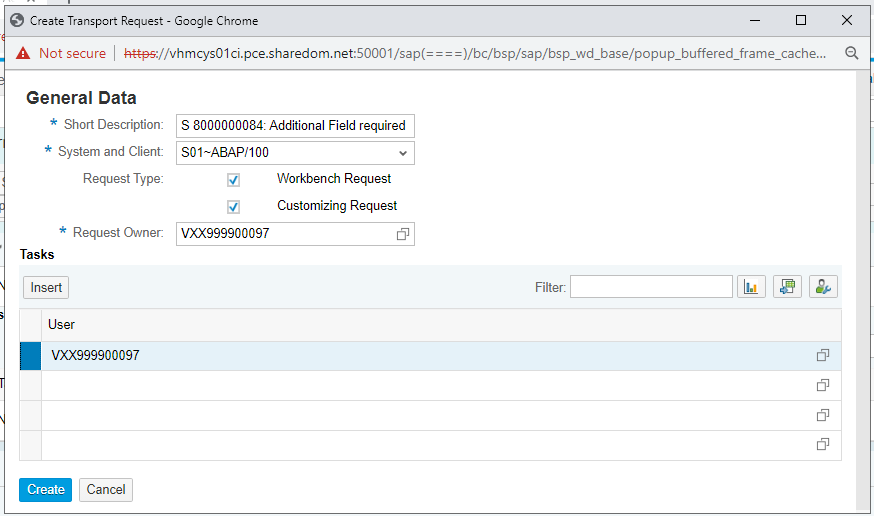 Create Transport Request - Google Chrome
Not secure https://vhmcys01ci.pce.sharedom.net:50001/sap(====)/bc/bsp/sap/bsp_wd_base/popup_buffered_frame_cache...
General Data
* Short Description: S 8000000084: Additional Field required
* System and Client: S01~ABAP/100
Request Type: Workbench Request
Customizing Request
* Request Owner: VXX999900097
Tasks
Insert Filter:
User
VXX999900097
Create Cancel